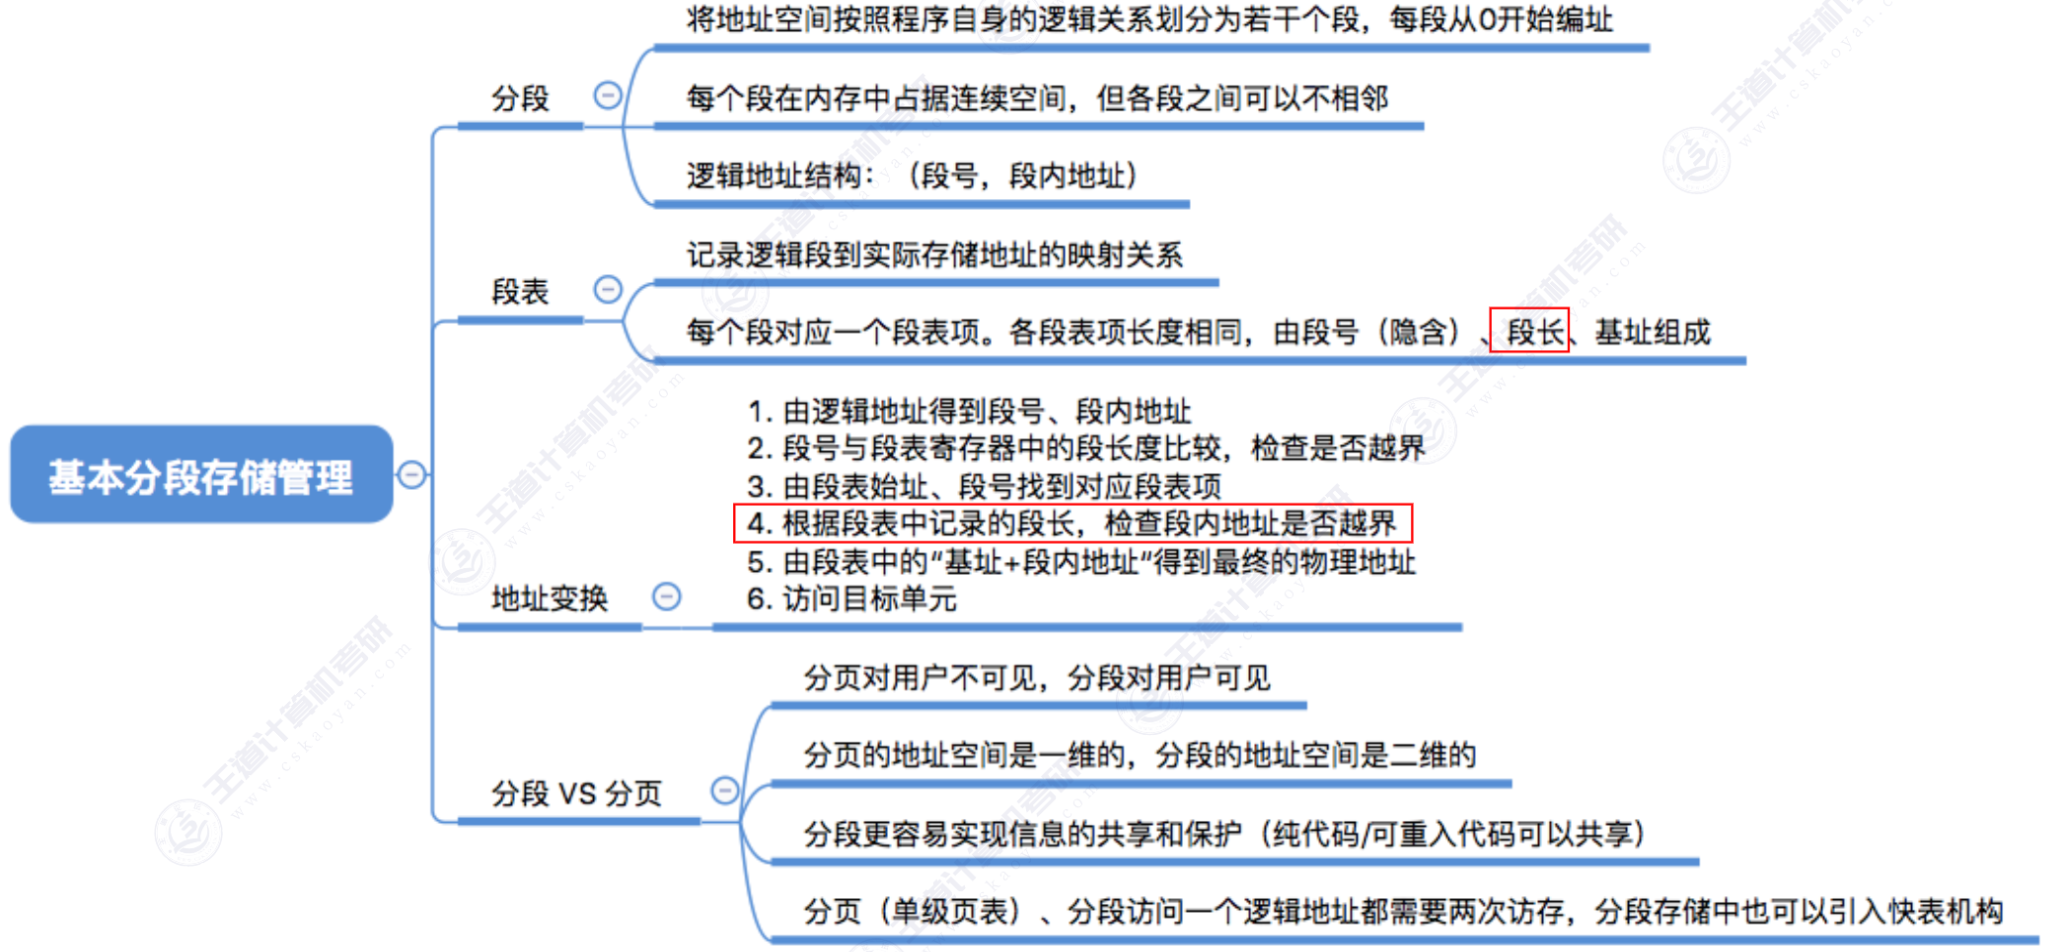 将地址空间按照程序自身的逻辑关系划分为若干个段，每段从0开始编址
分段
每个段在内存中占据连续空间，但各段之间可以不相邻
逻辑地址结构：（段号，段内地址）
记录逻辑段到实际存储地址的映射关系
段表
每个段对应一个段表项。各段表项长度相同，由段号（隐含）、段长、基址组成
基本分段存储管理
1. 由逻辑地址得到段号、段内地址
2. 段号与段表寄存器中的段长度比较，检查是否越界
3. 由段表始址、段号找到对应段表项
4. 根据段表中记录的段长，检查段内地址是否越界
5. 由段表中的“基址+段内地址“得到最终的物理地址
6. 访问目标单元
地址变换
分页对用户不可见，分段对用户可见
分页的地址空间是一维的，分段的地址空间是二维的
分段 VS 分页
分段更容易实现信息的共享和保护（纯代码/可重入代码可以共享）
分页（单级页表）、分段访问一个逻辑地址都需要两次访存，分段存储中也可以引入快表机构
王道计算机考研
www.cskaoyan.com